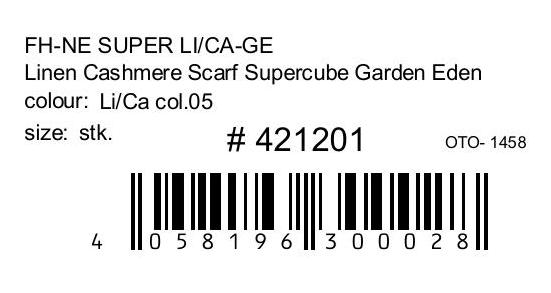 FH-NE SUPER LI/CA-GE
Linen Cashmere Scarf Supercube Garden Eden
colour: Li/Ca col.05
size: stk.
# 421201
OTO- 1458
4 058196 300028